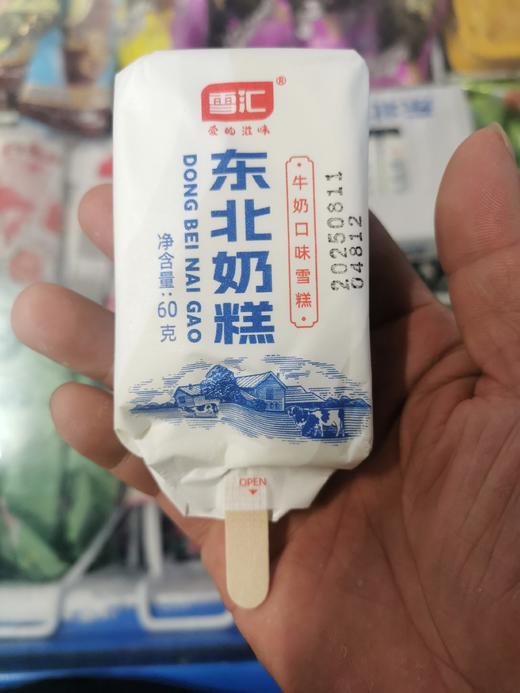 雪汇®
爱的滋味
东北奶糕
DONG BEI NAI GAO
净含量:60克
·牛奶口味雪糕·
20250811
04812
OPEN